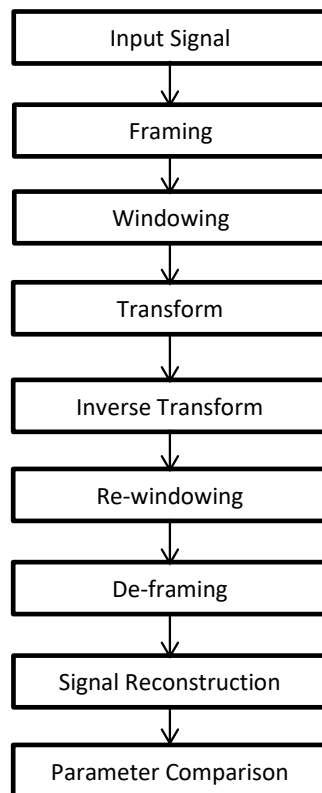 Input Signal
Framing
Windowing
Transform
Inverse Transform
Re-windowing
De-framing
Signal Reconstruction
Parameter Comparison